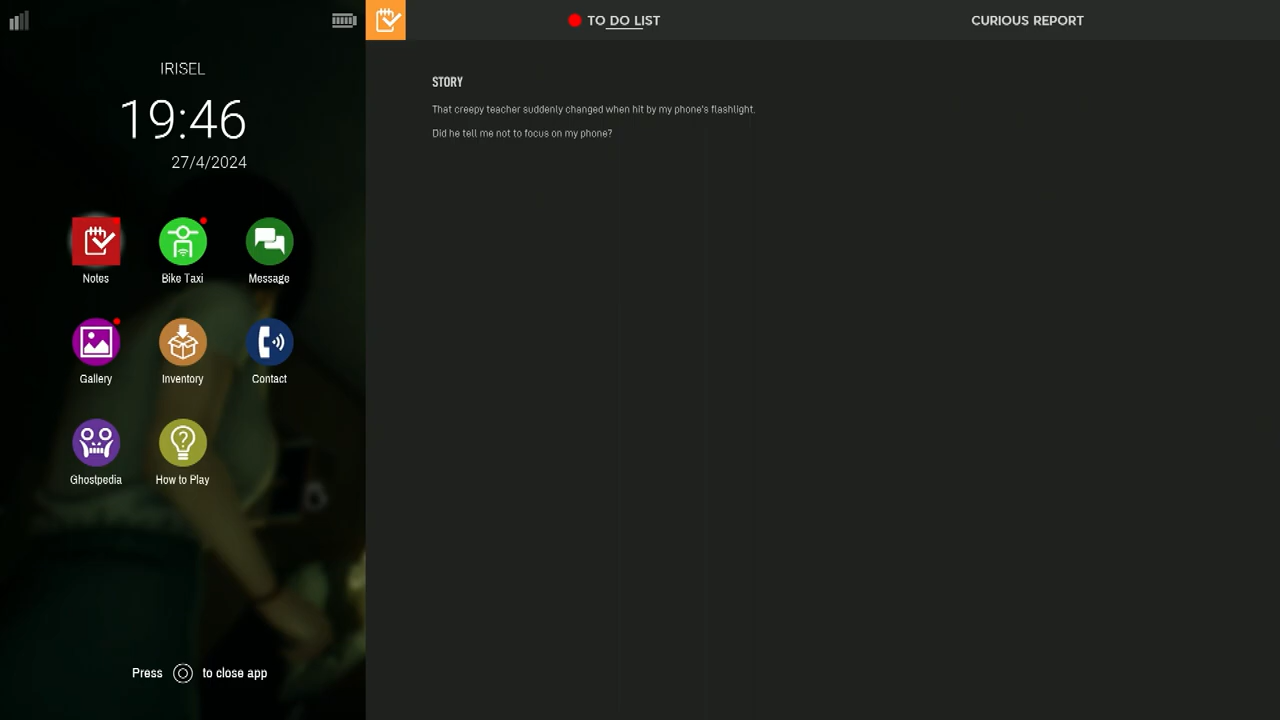 IRISEL
19:46
27/4/2024
Notes
Bike Taxi
Message
Gallery
Inventory
Contact
Ghostpedia
How to Play
Press to close app
TO DO LIST
CURIOUS REPORT
STORY
That creepy teacher suddenly changed when hit by my phone's flashlight.
Did he tell me not to focus on my phone?